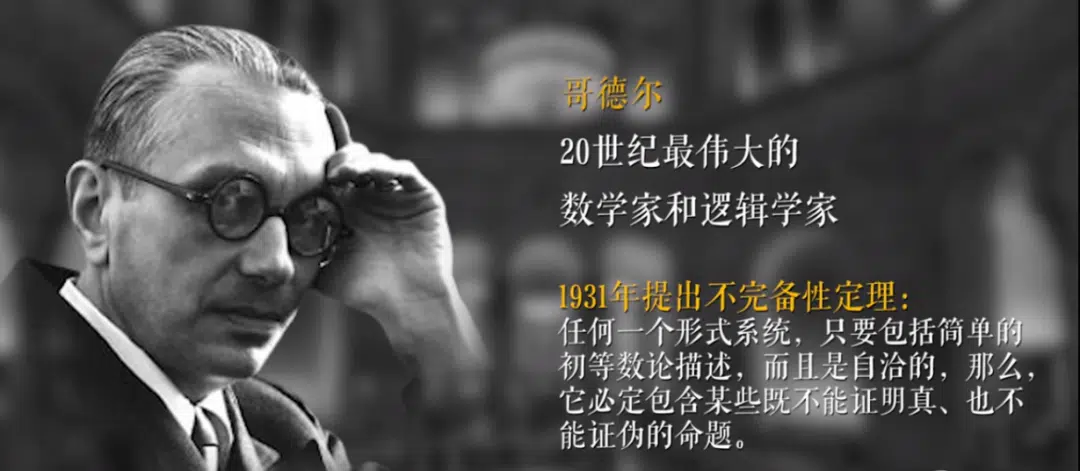 哥德尔
20世纪最伟大的
数学家和逻辑学家
1931年提出不完备性定理：
任何一个形式系统，只要包括简单的
初等数论描述，而且是自洽的，那么，
它必定包含某些既不能证明真、也不
能证伪的命题。